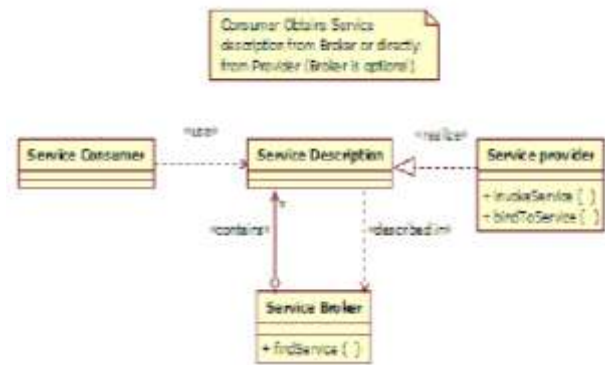 Consumer Obtains Service
description from Broker or directly
from Provider (Broker is optional)
«use»
«realize»
Service Consumer
Service Description
Service provider
+ invokeService ( )
+ bindToService ( )
«contains»
«described in»
Service Broker
+ findService ( )